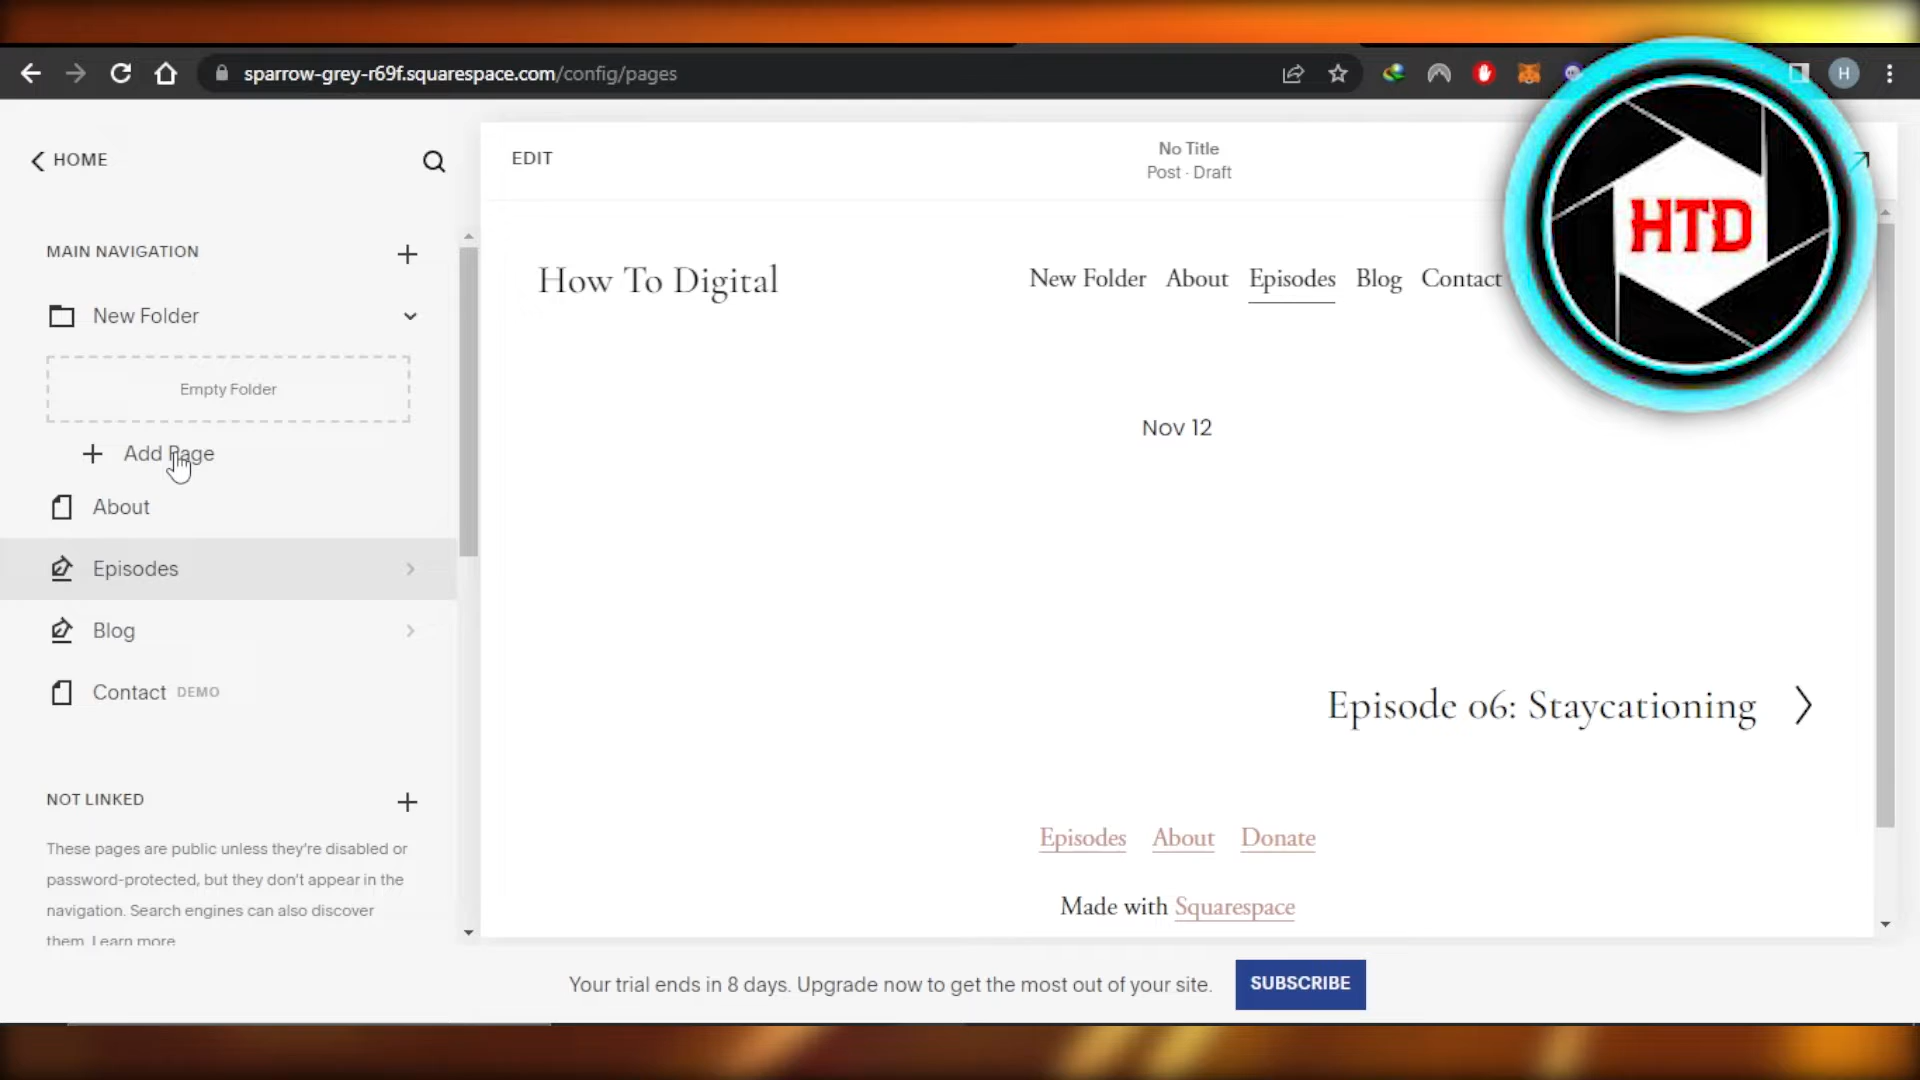 sparrow-grey-r69f.squarespace.com/config/pages
H
HOME
MAIN NAVIGATION
New Folder
Empty Folder
Add Page
About
Episodes
Blog
Contact DEMO
NOT LINKED
These pages are public unless they're disabled or
password-protected, but they don't appear in the
navigation. Search engines can also discover
them. Learn more
EDIT
No Title
Post · Draft
HTD
How To Digital
New Folder About Episodes Blog Contact
Nov 12
Episode 06: Staycationing
Episodes About Donate
Made with Squarespace
Your trial ends in 8 days. Upgrade now to get the most out of your site.
SUBSCRIBE